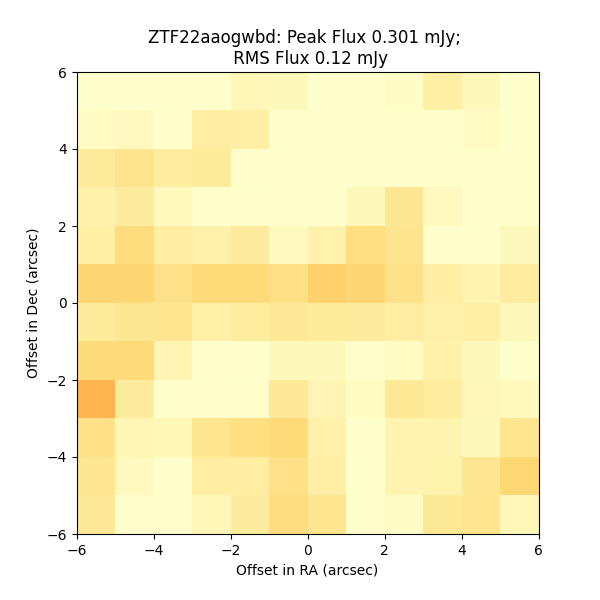 ZTF22aaogwbd: Peak Flux 0.301 mJy;
RMS Flux 0.12 mJy
6
4
2
0
−2
−4
−6
Offset in Dec (arcsec)
−6 −4 −2 0 2 4 6
Offset in RA (arcsec)